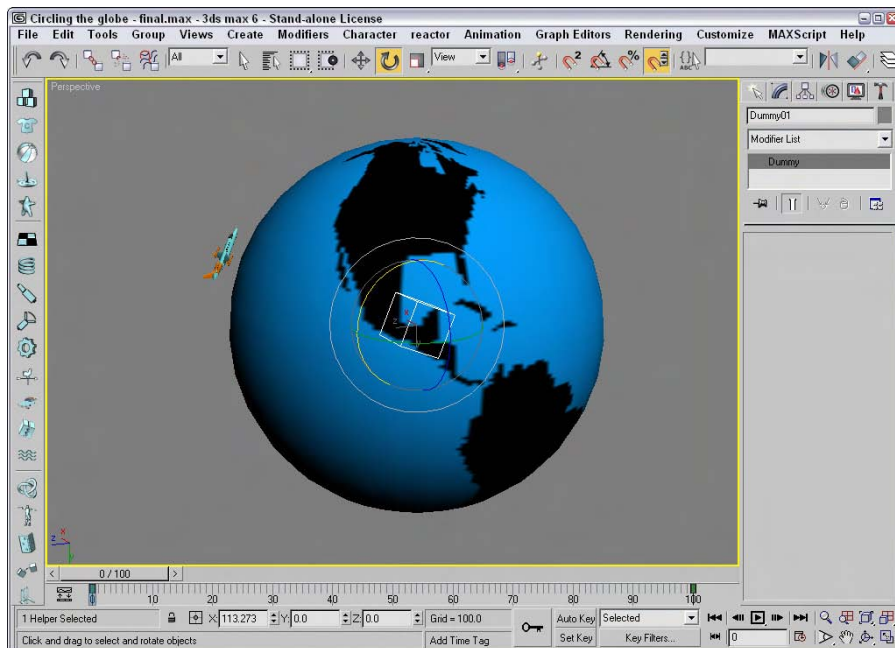 Circling the globe - final.max - 3ds max 6 - Stand-alone License
File Edit Tools Group Views Create Modifiers Character reactor Animation Graph Editors Rendering Customize MAXScript Help
All View
Perspective
Dummy01
Modifier List
Dummy
z x y
< 0 / 100 >
0 10 20 30 40 50 60 70 80 90 100
1 Helper Selected X: 113.273 Y: 0.0 Z: 0.0 Grid = 100.0 Auto Key Selected
Click and drag to select and rotate objects Add Time Tag Set Key Key Filters... 0